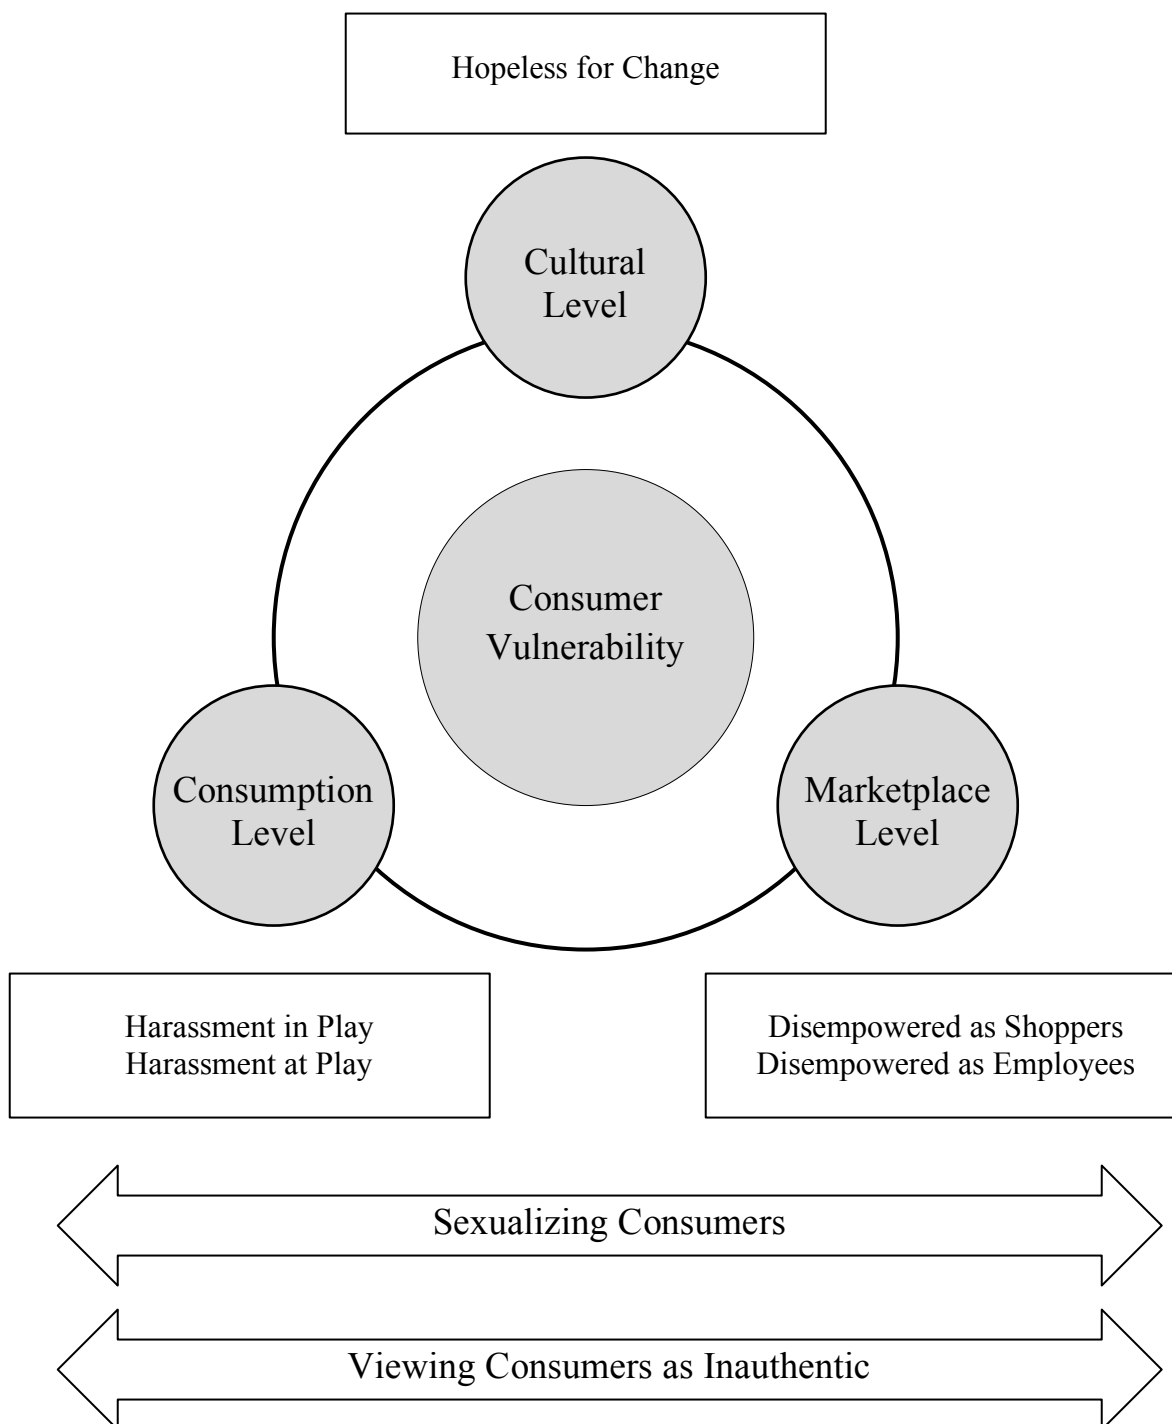 Hopeless for Change
Cultural
Level
Consumer
Vulnerability
Consumption
Level
Marketplace
Level
Harassment in Play
Harassment at Play
Disempowered as Shoppers
Disempowered as Employees
Sexualizing Consumers
Viewing Consumers as Inauthentic